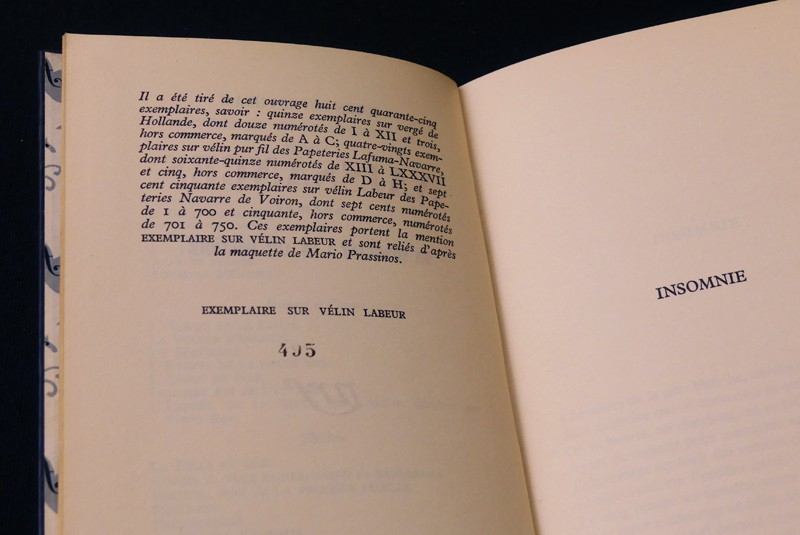 Il a été tiré de cet ouvrage huit cent quarante-cinq
exemplaires, savoir : quinze exemplaires sur vergé de
Hollande, dont douze numérotés de I à XII et trois,
hors commerce, marqués de A à C; quatre-vingts exem-
plaires sur vélin pur fil des Papeteries Lafuma-Navarre,
dont soixante-quinze numérotés de XIII à LXXXVII
et cinq, hors commerce, marqués de D à H; et sept
cent cinquante exemplaires sur vélin Labeur des Pape-
teries Navarre de Voiron, dont sept cents numérotés
de 1 à 700 et cinquante, hors commerce, numérotés
de 701 à 750. Ces exemplaires portent la mention
EXEMPLAIRE SUR VÉLIN LABEUR et sont reliés d'après
la maquette de Mario Prassinos.
EXEMPLAIRE SUR VÉLIN LABEUR
INSOMNIE